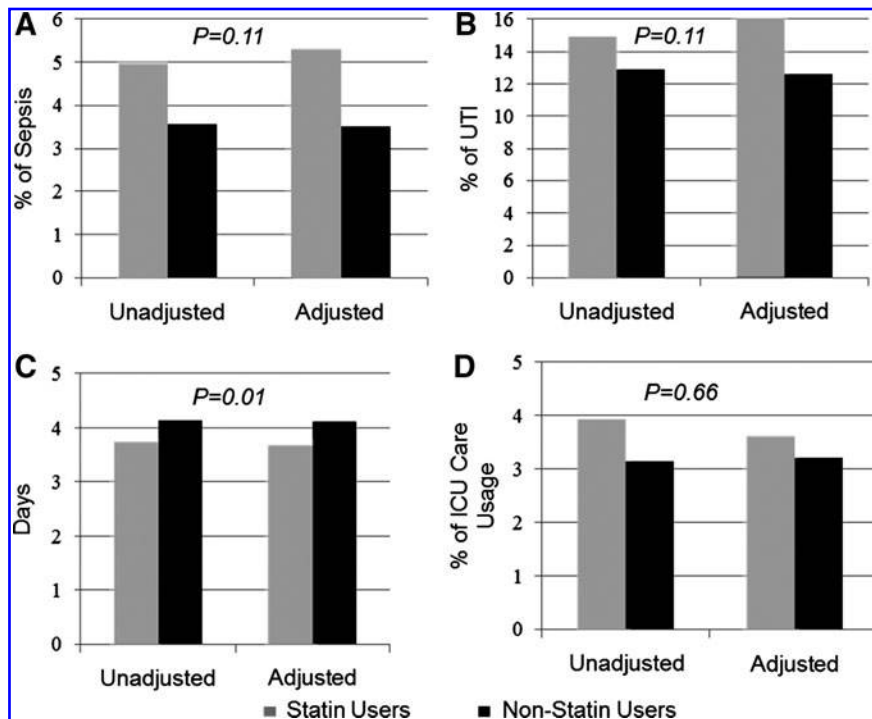 A
P=0.11
6
5
4
3
2
1
0
% of Sepsis
Unadjusted Adjusted
B
P=0.11
16
14
12
10
8
6
4
2
0
% of UTI
Unadjusted Adjusted
C
P=0.01
5
4
3
2
1
0
Days
Unadjusted Adjusted
D
P=0.66
5
4
3
2
1
0
% of ICU Care
Usage
Unadjusted Adjusted
Statin Users Non-Statin Users